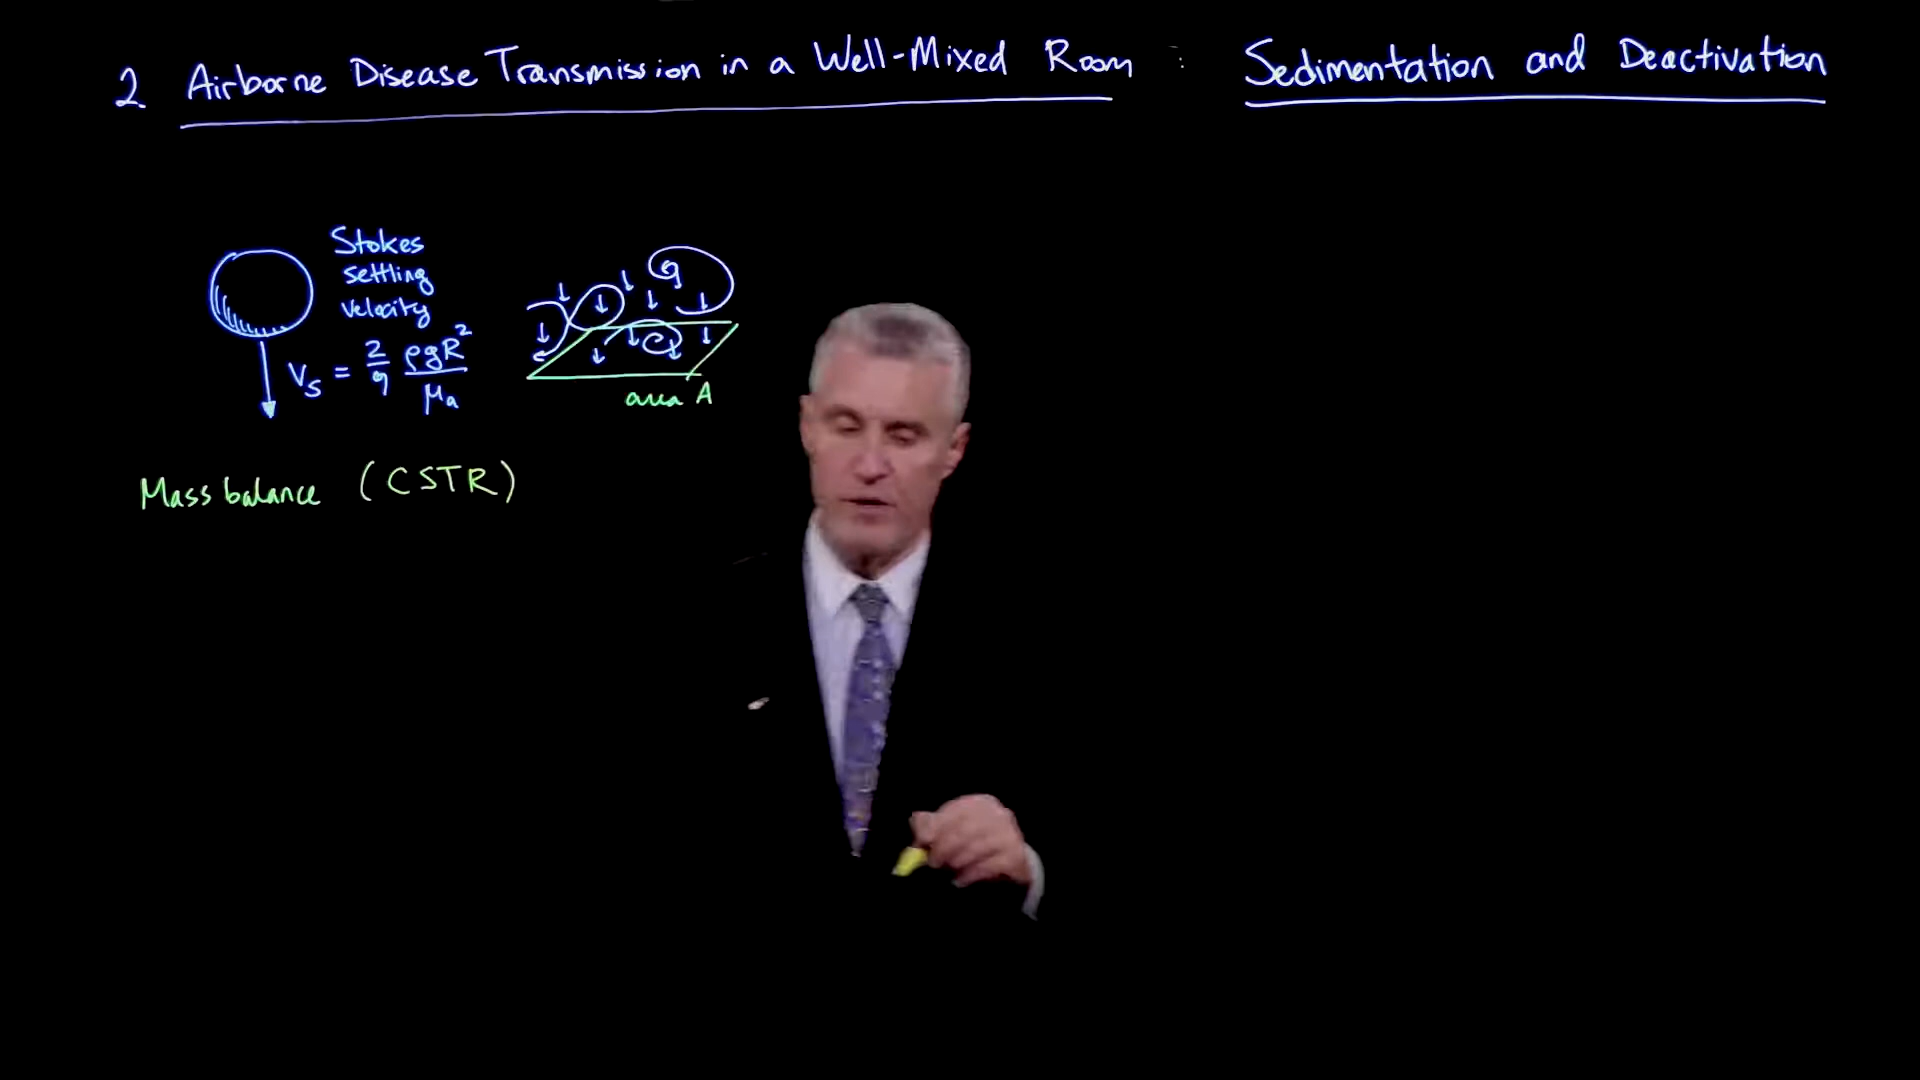 2 Airborne Disease Transmission in a Well-Mixed Room : Sedimentation and Deactivation
Stokes
settling
velocity
Vs = 2/9 ρgR²/μa
area A
Mass balance (CSTR)